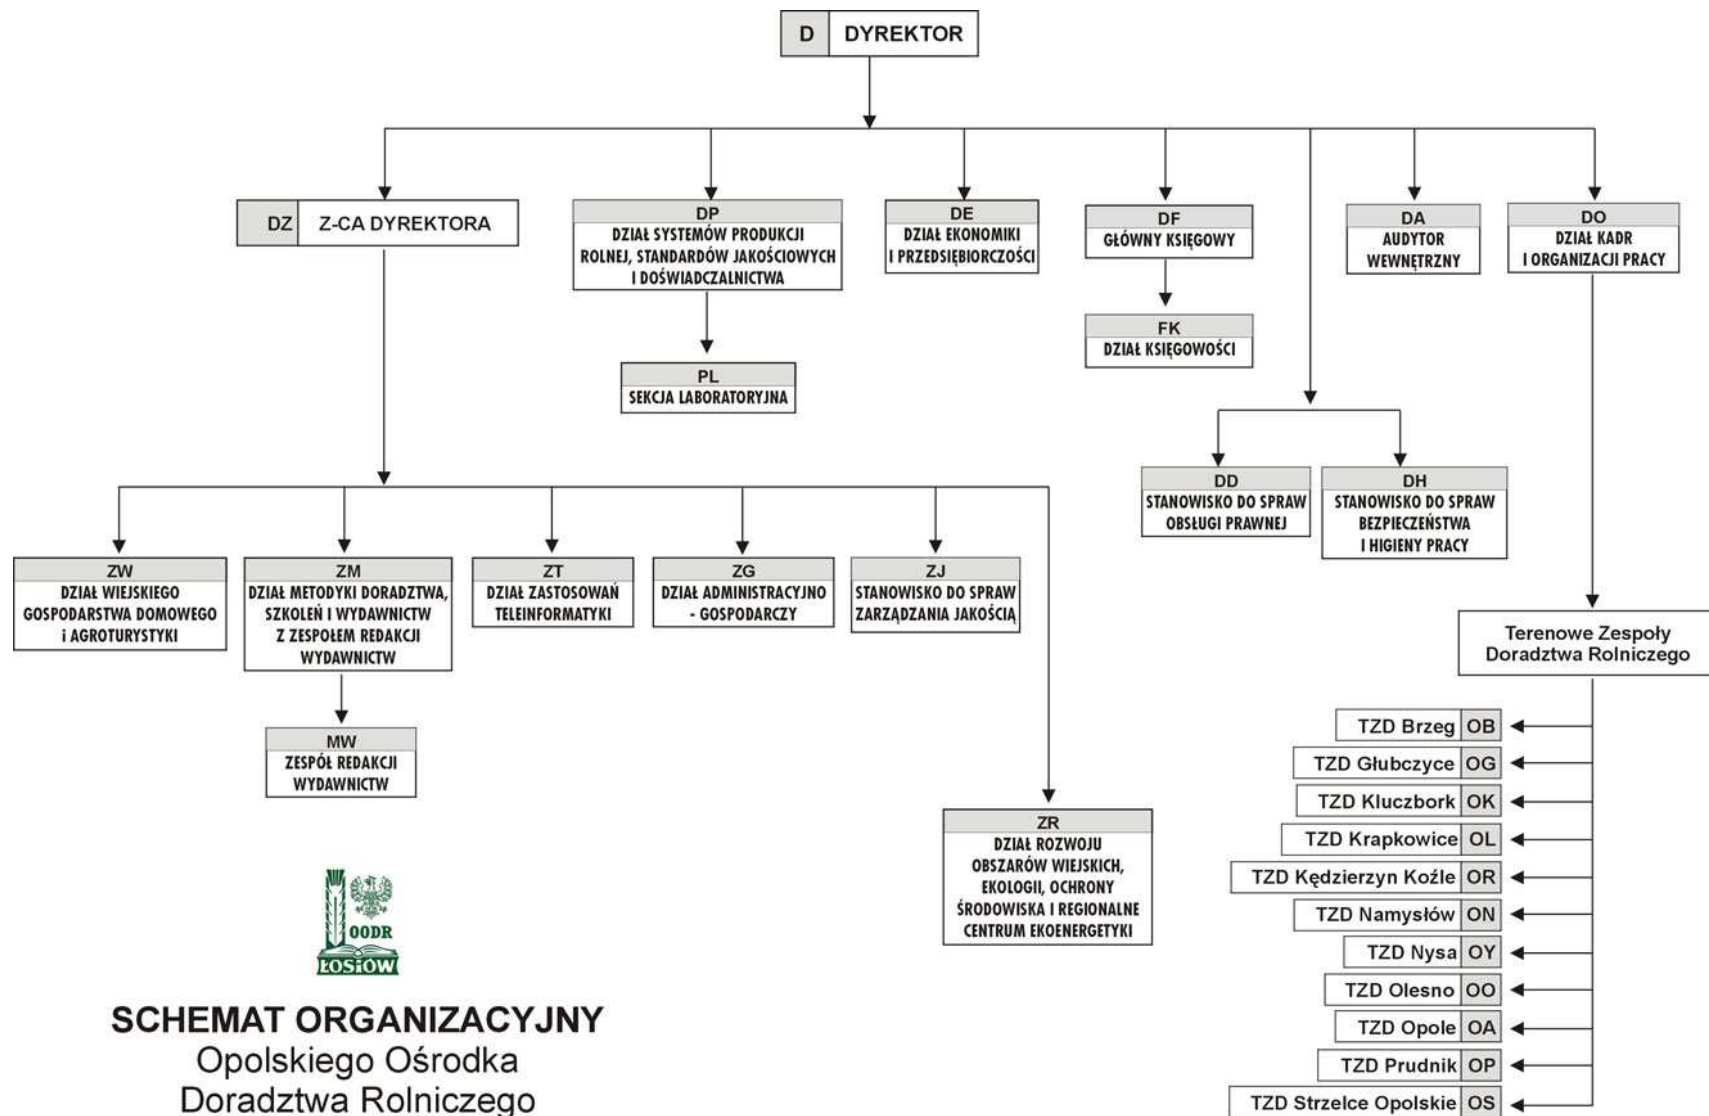 D DYREKTOR
DZ Z-CA DYREKTORA
DP
DZIAŁ SYSTEMÓW PRODUKCJI
ROLNEJ, STANDARDÓW JAKOŚCIOWYCH
I DOŚWIADCZALNICTWA
DE
DZIAŁ EKONOMIKI
I PRZEDSIĘBIORCZOŚCI
DF
GŁÓWNY KSIĘGOWY
DA
AUDYTOR
WEWNĘTRZNY
DO
DZIAŁ KADR
I ORGANIZACJI PRACY
FK
DZIAŁ KSIĘGOWOŚCI
PL
SEKCJA LABORATORYJNA
DD
STANOWISKO DO SPRAW
OBSŁUGI PRAWNEJ
DH
STANOWISKO DO SPRAW
BEZPIECZEŃSTWA
I HIGIENY PRACY
ZW
DZIAŁ WIEJSKIEGO
GOSPODARSTWA DOMOWEGO
i AGROTURYSTYKI
ZM
DZIAŁ METODYKI DORADZTWA,
SZKOLEŃ I WYDAWNICTW
Z ZESPOŁEM REDAKCJI
WYDAWNICTW
ZT
DZIAŁ ZASTOSOWAŃ
TELEINFORMATYKI
ZG
DZIAŁ ADMINISTRACYJNO
- GOSPODARCZY
ZJ
STANOWISKO DO SPRAW
ZARZĄDZANIA JAKOŚCIĄ
MW
ZESPÓŁ REDAKCJI
WYDAWNICTW
ZR
DZIAŁ ROZWOJU
OBSZARÓW WIEJSKICH,
EKOLOGII, OCHRONY
ŚRODOWISKA I REGIONALNE
CENTRUM EKOENERGETYKI
Terenowe Zespoły
Doradztwa Rolniczego
TZD Brzeg OB
TZD Głubczyce OG
TZD Kluczbork OK
TZD Krapkowice OL
TZD Kędzierzyn Koźle OR
TZD Namysłów ON
TZD Nysa OY
TZD Olesno OO
TZD Opole OA
TZD Prudnik OP
TZD Strzelce Opolskie OS
OODR
ŁOSIÓW
SCHEMAT ORGANIZACYJNY
Opolskiego Ośrodka
Doradztwa Rolniczego